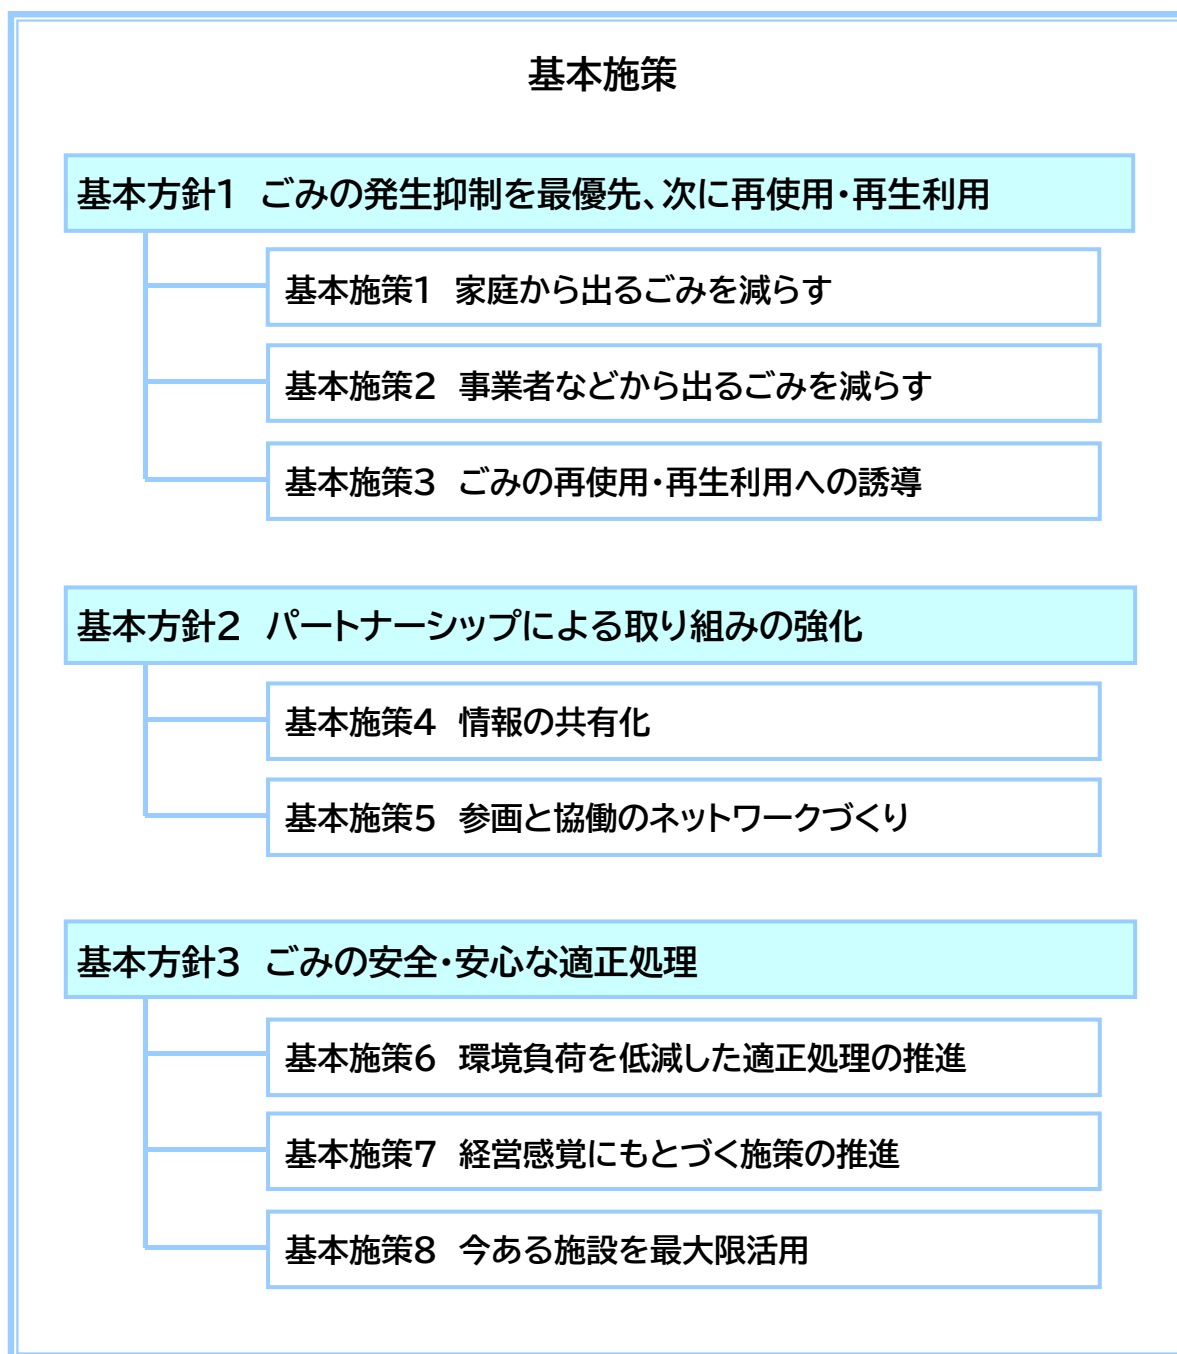 基本施策
基本方針1 ごみの発生抑制を最優先、次に再使用・再生利用
基本施策1 家庭から出るごみを減らす
基本施策2 事業者などから出るごみを減らす
基本施策3 ごみの再使用・再生利用への誘導
基本方針2 パートナーシップによる取り組みの強化
基本施策4 情報の共有化
基本施策5 参画と協働のネットワークづくり
基本方針3 ごみの安全・安心な適正処理
基本施策6 環境負荷を低減した適正処理の推進
基本施策7 経営感覚にもとづく施策の推進
基本施策8 今ある施設を最大限活用